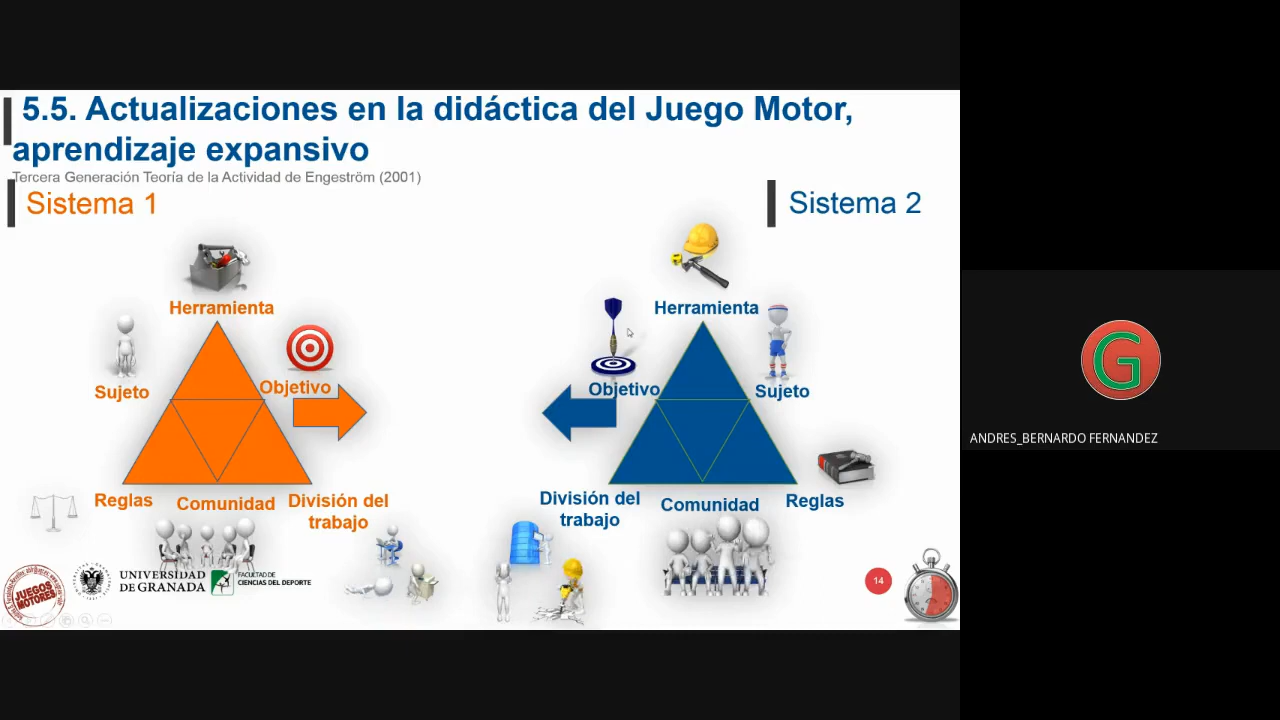 5.5. Actualizaciones en la didáctica del Juego Motor,
aprendizaje expansivo
Tercera Generación Teoría de la Actividad de Engeström (2001)
Sistema 1
Sistema 2
Herramienta
Sujeto
Objetivo
Reglas
Comunidad
División del
trabajo
Herramienta
Objetivo
Sujeto
División del
trabajo
Comunidad
Reglas
JUEGOS
MOTORES
UNIVERSIDAD
DE GRANADA
FACULTAD DE
CIENCIAS DEL DEPORTE
14
G
ANDRES_BERNARDO FERNANDEZ